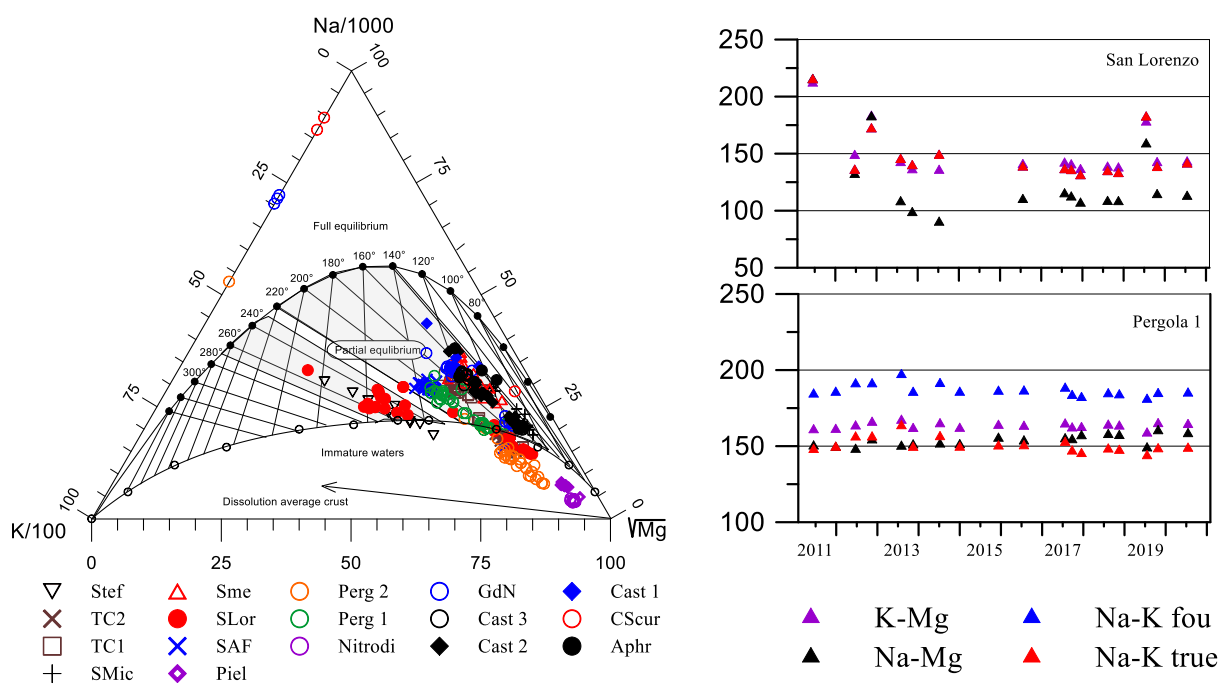 Na/1000
0
100
25
75
Full equilibrium
50
50
140°
160°
180°
120°
200°
100°
220°
80°
240°
260°
Partial equlibrium
280°
300°
75
25
Immature waters
Dissolution average crust
100
0
K/100
√Mg
0
25
50
75
100
Stef
Sme
Perg 2
GdN
Cast 1
TC2
SLor
Perg 1
Cast 3
CScur
TC1
SAF
Nitrodi
Cast 2
Aphr
SMic
Piel
250
San Lorenzo
200
150
100
50
250
Pergola 1
200
150
100
2011
2013
2015
2017
2019
K-Mg
Na-K fou
Na-Mg
Na-K true